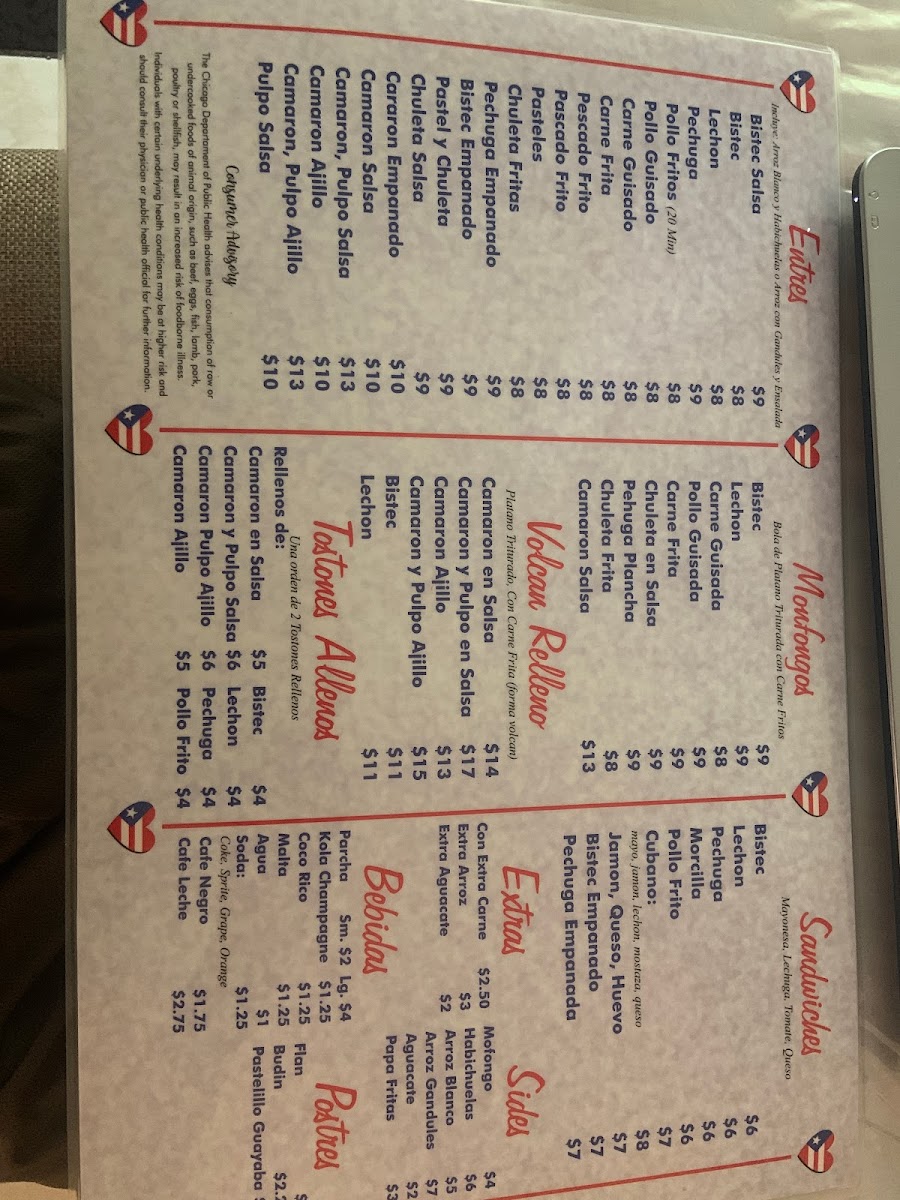 Entres
Incluye: Arroz Blanco y Habichuelas o Arroz con Gandules y Ensalada
Bistec Salsa $9
Bistec $8
Lechon $8
Pechuga $9
Pollo Fritos (20 Min) $8
Pollo Guisado $8
Carne Guisado $8
Carne Frita $8
Pescado Frito $8
Pascado Frito $8
Pasteles $8
Chuleta Fritas $8
Pechuga Empanado $9
Bistec Empanado $9
Pastel y Chuleta $9
Chuleta Salsa $9
Cararon Empanado $10
Camaron Salsa $10
Camaron, Pulpo Salsa $13
Camaron Ajillo $10
Camaron, Pulpo Ajillo $13
Pulpo Salsa $10
Consumer Advisory
The Chicago Departament of Public Health advises that consumption of raw or
undercooked foods of animal origin, such as beef, eggs, fish, lamb, pork,
poultry or shellfish, may result in an increased risk of foodborne illness.
Individuals with certain underlying health conditions may be at higher risk and
should consult their physician or public health official for further information.
Monfongos
Bola de Platano Triturada con Carne Fritos
Bistec $9
Lechon $9
Carne Guisada $8
Pollo Guisada $9
Carne Frita $9
Chuleta en Salsa $9
Pehuga Plancha $9
Chuleta Frita $8
Camaron Salsa $13
Volcan Relleno
Platano Triturado, Con Carne Frita (forma volcan)
Camaron en Salsa $14
Camaron y Pulpo en Salsa $17
Camaron Ajillo $13
Camaron y Pulpo Ajillo $15
Bistec $11
Lechon $11
Tostones Allenos
Una orden de 2 Tostones Rellenos
Rellenos de:
Camaron en Salsa $5 Bistec $4
Camaron y Pulpo Salsa $6 Lechon $4
Camaron Pulpo Ajillo $6 Pechuga $4
Camaron Ajillo $5 Pollo Frito $4
Sandwiches
Mayonesa, Lechuga, Tomate, Queso
Bistec $6
Lechon $6
Pechuga $6
Morcilla $6
Pollo Frito $7
Cubano: $8
mayo, jamon, lechon, mostaza, queso
Jamon, Queso, Huevo $7
Bistec Empanado $7
Pechuga Empanada $7
Extras
Con Extra Carne $2.50
Extra Arroz $3
Extra Aguacate $2
Sides
Mofongo $4
Habichuelas $6
Arroz Blanco $5
Arroz Gandules $7
Aguacate $2
Papa Fritas $3
Bebidas
Parcha Sm. $2 Lg. $4
Kola Champagne $1.25
Coco Rico $1.25
Malta $1.25
Agua $1
Soda: $1.25
Coke, Sprite, Grape, Orange
Cafe Negro $1.75
Cafe Leche $2.75
Postres
Flan $
Budin $2.
Pastelillo Guayaba $